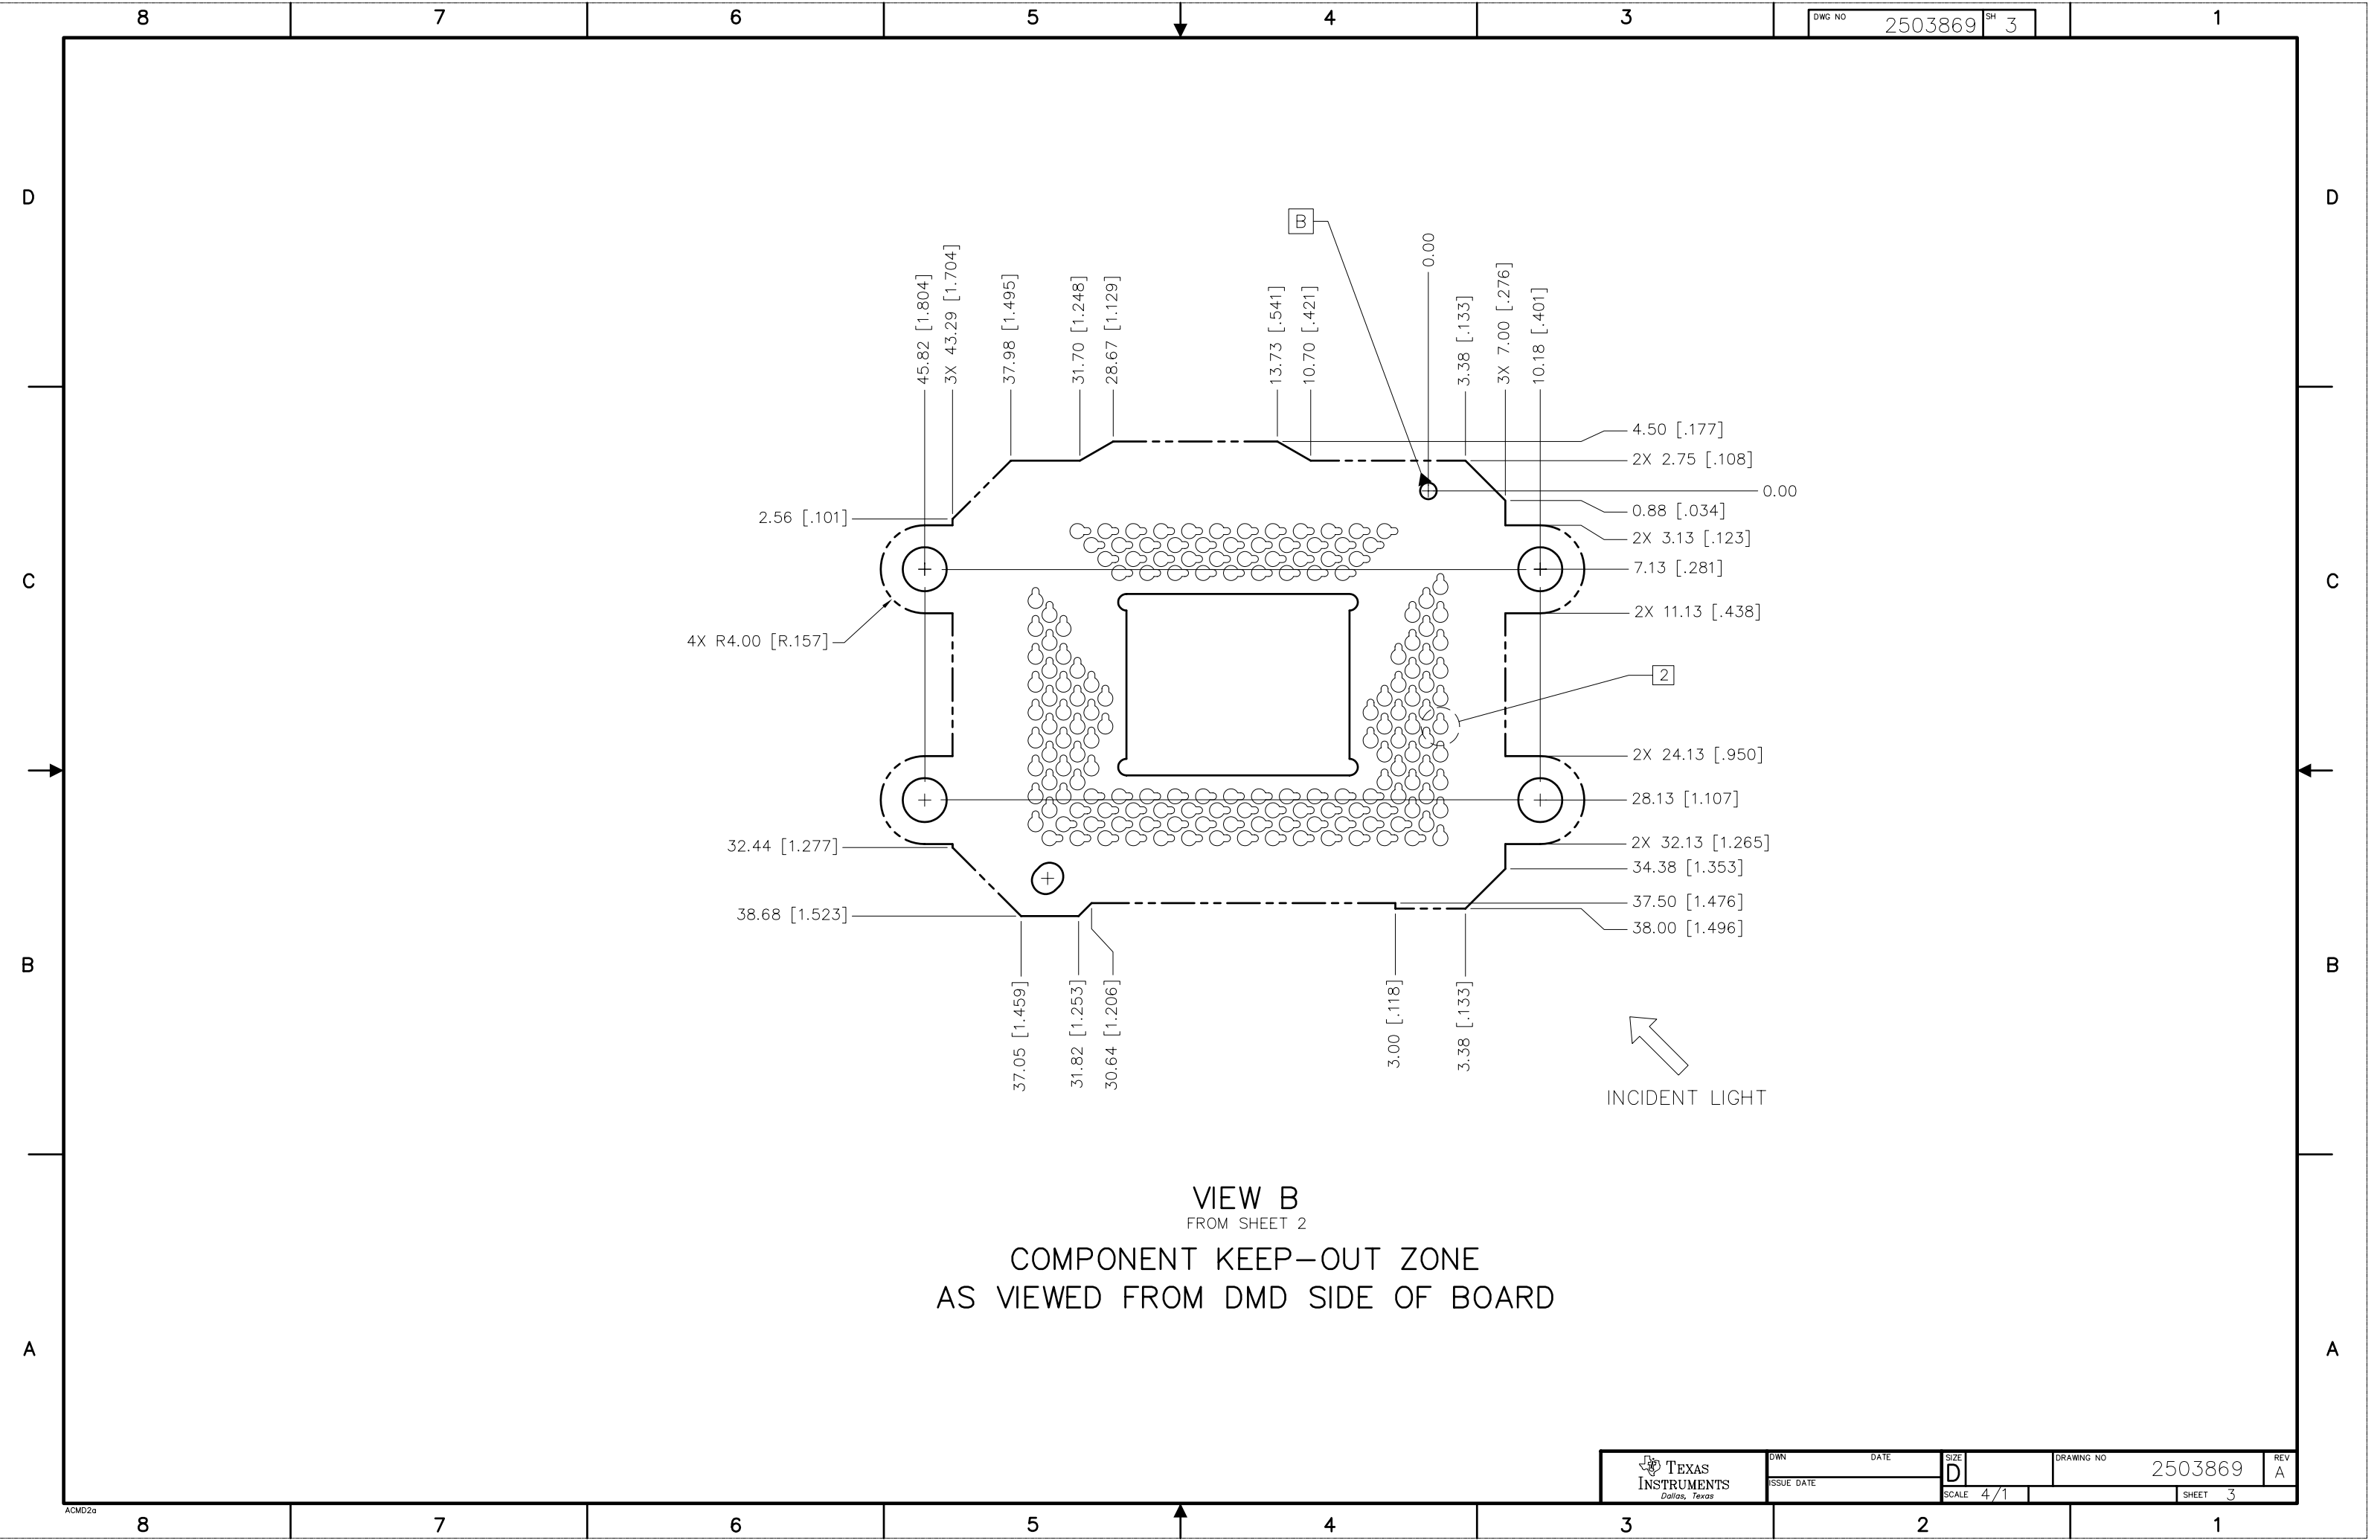 8 7 6 5 4 3 1
DWG NO 2503869 SH 3
D D
B
0.00
45.82 [1.804]
3X 43.29 [1.704]
37.98 [1.495]
31.70 [1.248]
28.67 [1.129]
13.73 [.541]
10.70 [.421]
3.38 [.133]
3X 7.00 [.276]
10.18 [.401]
4.50 [.177]
2X 2.75 [.108]
0.00
2.56 [.101]
0.88 [.034]
2X 3.13 [.123]
7.13 [.281]
C C
2X 11.13 [.438]
4X R4.00 [R.157]
2
2X 24.13 [.950]
28.13 [1.107]
32.44 [1.277]
2X 32.13 [1.265]
34.38 [1.353]
37.50 [1.476]
38.68 [1.523]
38.00 [1.496]
B B
37.05 [1.459]
31.82 [1.253]
30.64 [1.206]
3.00 [.118]
3.38 [.133]
INCIDENT LIGHT
VIEW B
FROM SHEET 2
COMPONENT KEEP-OUT ZONE
AS VIEWED FROM DMD SIDE OF BOARD
A A
TEXAS
INSTRUMENTS
Dallas, Texas
DWN DATE
ISSUE DATE
SIZE
D
DRAWING NO
2503869
REV
A
SCALE 4/1
SHEET 3
ACMD2a
8 7 6 5 4 3 2 1